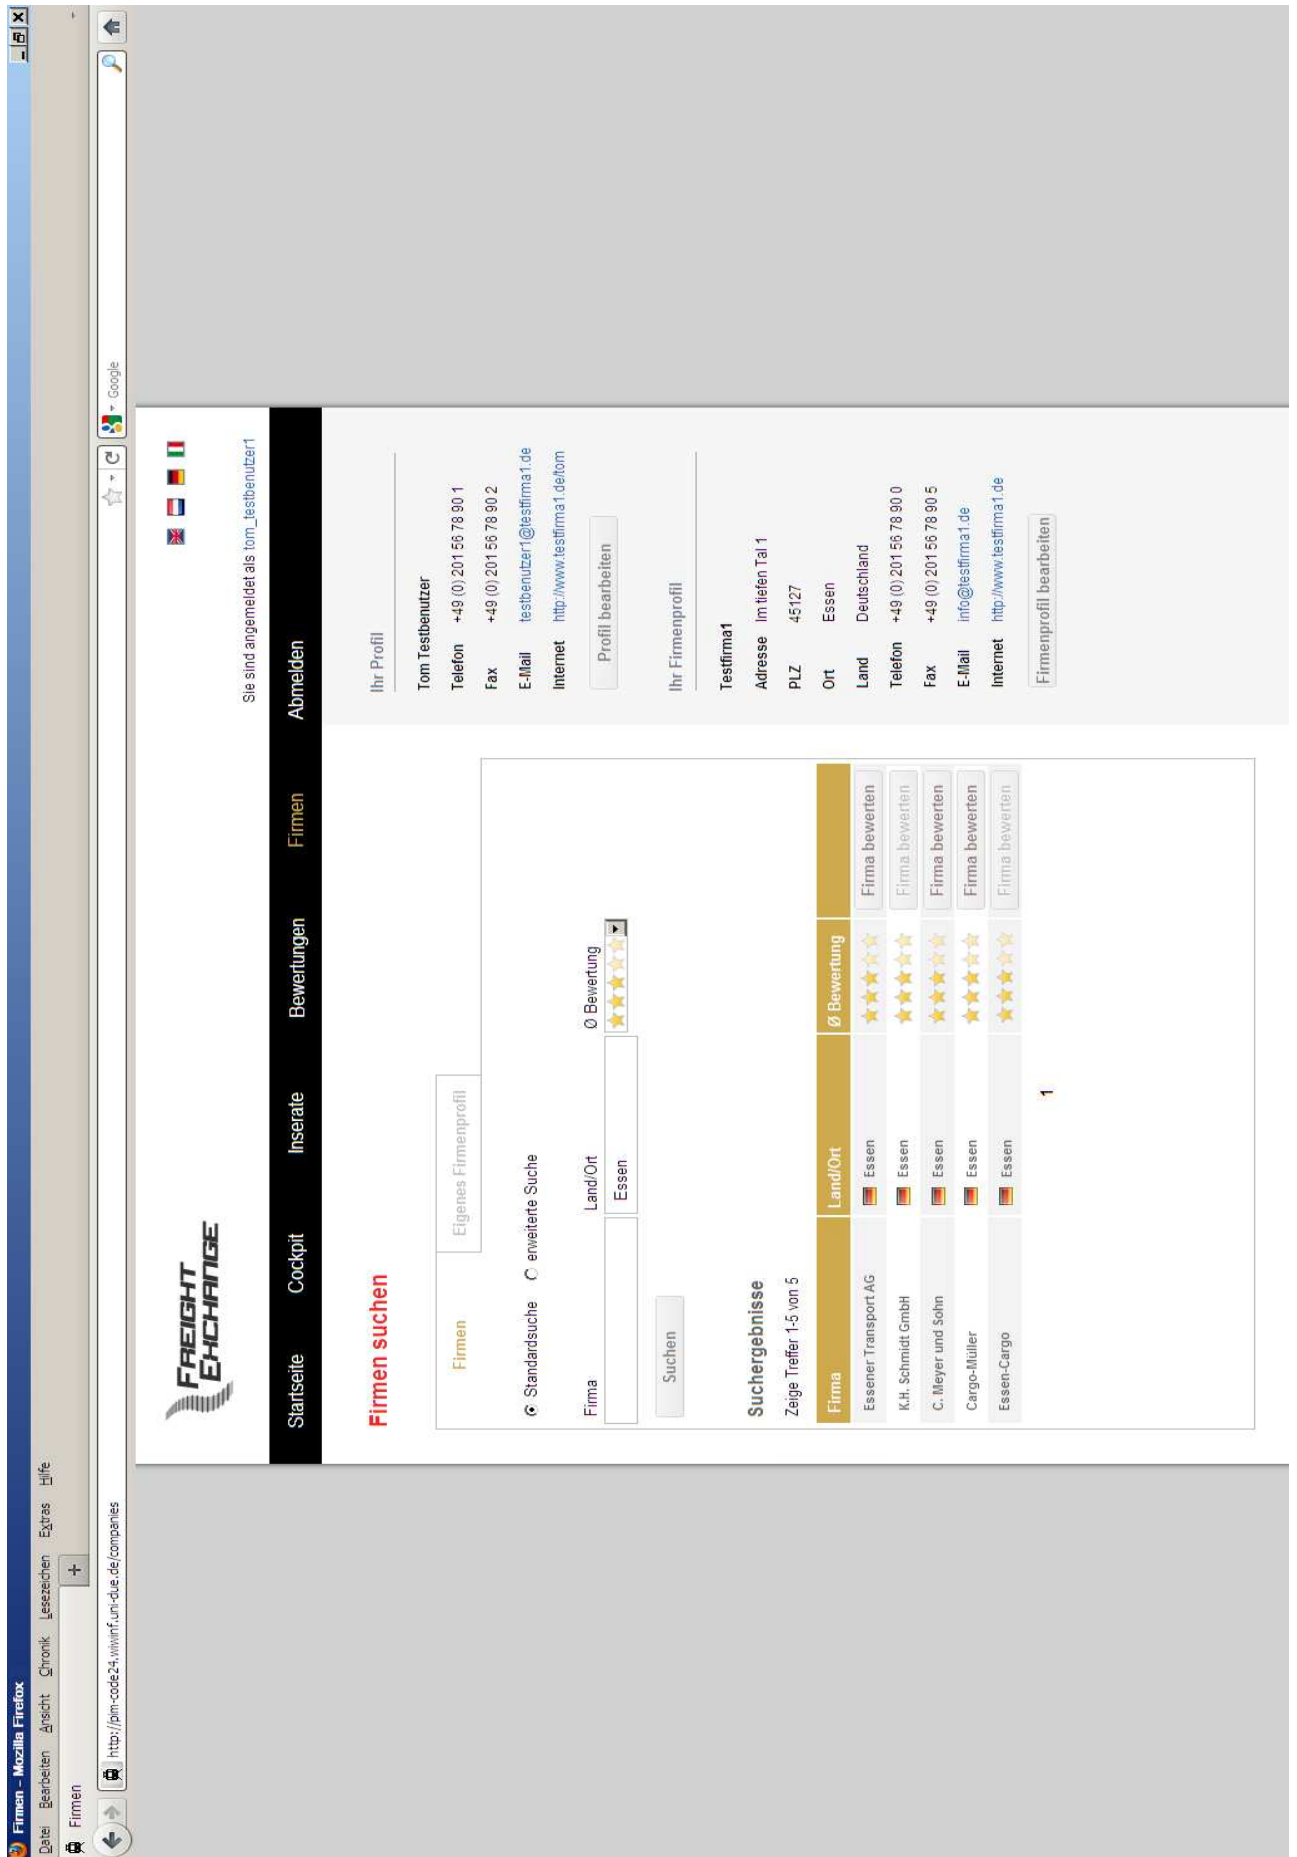 Firmen – Mozilla Firefox
Datei Bearbeiten Ansicht Chronik Lesezeichen Extras Hilfe
Firmen
http://pim-code24.wiwinf.uni-due.de/companies
Google
FREIGHT
EXCHANGE
Sie sind angemeldet als tom_testbenutzer1
Startseite Cockpit Inserate Bewertungen Firmen Abmelden
Firmen suchen
Firmen Eigenes Firmenprofil
Standardsuche erweiterte Suche
Firma Land/Ort Ø Bewertung
Essen
Suchen
Suchergebnisse
Zeige Treffer 1-5 von 5
Firma Land/Ort Ø Bewertung
Essener Transport AG Essen Firma bewerten
K.H. Schmidt GmbH Essen Firma bewerten
C. Meyer und Sohn Essen Firma bewerten
Cargo-Müller Essen Firma bewerten
Essen-Cargo Essen Firma bewerten
1
Ihr Profil
Tom Testbenutzer
Telefon +49 (0) 201 56 78 90 1
Fax +49 (0) 201 56 78 90 2
E-Mail testbenutzer1@testfirma1.de
Internet http://www.testfirma1.de/tom
Profil bearbeiten
Ihr Firmenprofil
Testfirma1
Adresse Im tiefen Tal 1
PLZ 45127
Ort Essen
Land Deutschland
Telefon +49 (0) 201 56 78 90 0
Fax +49 (0) 201 56 78 90 5
E-Mail info@testfirma1.de
Internet http://www.testfirma1.de
Firmenprofil bearbeiten